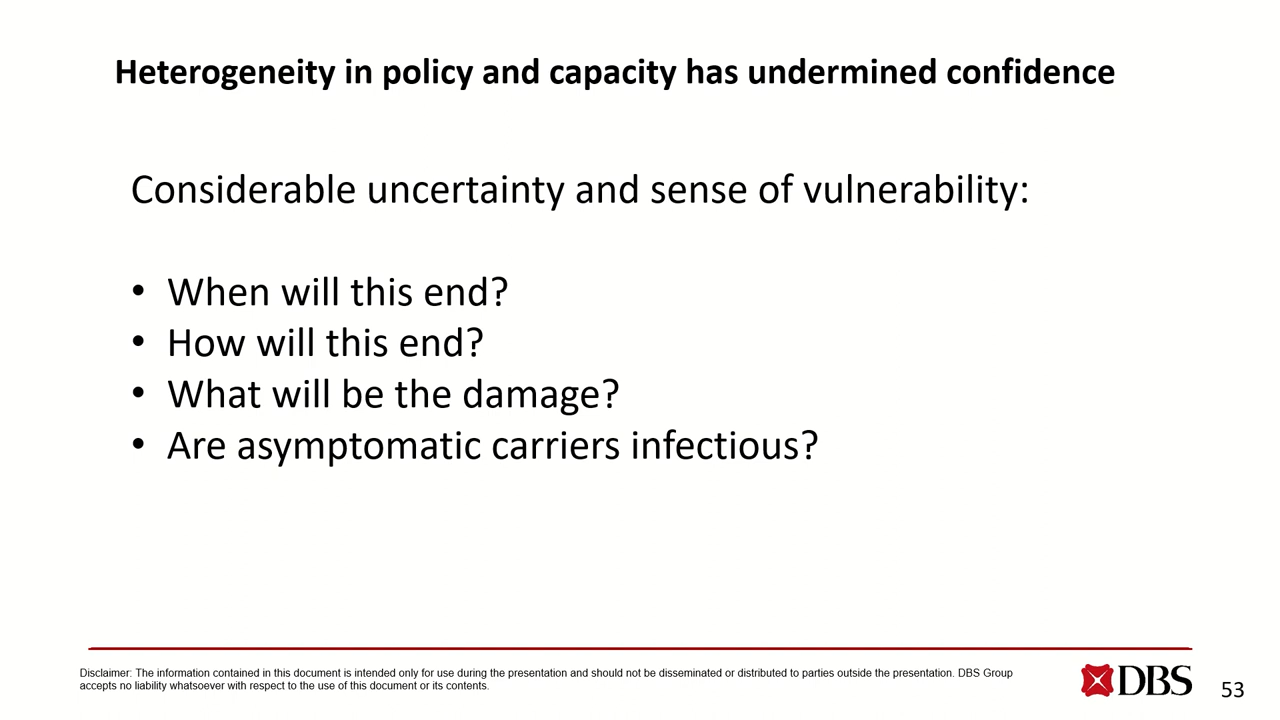 Heterogeneity in policy and capacity has undermined confidence
Considerable uncertainty and sense of vulnerability:
• When will this end?
• How will this end?
• What will be the damage?
• Are asymptomatic carriers infectious?
Disclaimer: The information contained in this document is intended only for use during the presentation and should not be disseminated or distributed to parties outside the presentation. DBS Group
accepts no liability whatsoever with respect to the use of this document or its contents.
DBS
53